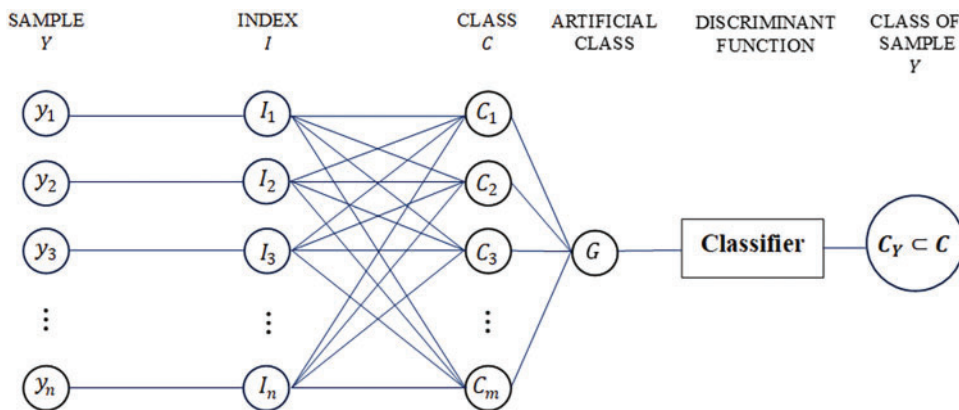 SAMPLE INDEX CLASS ARTIFICIAL DISCRIMINANT CLASS OF
Y I C CLASS FUNCTION SAMPLE
Y
y₁ I₁ C₁
y₂ I₂ C₂
y₃ I₃ C₃ G Classifier C_Y ⊂ C
⋮ ⋮ ⋮
yₙ Iₙ Cₘ